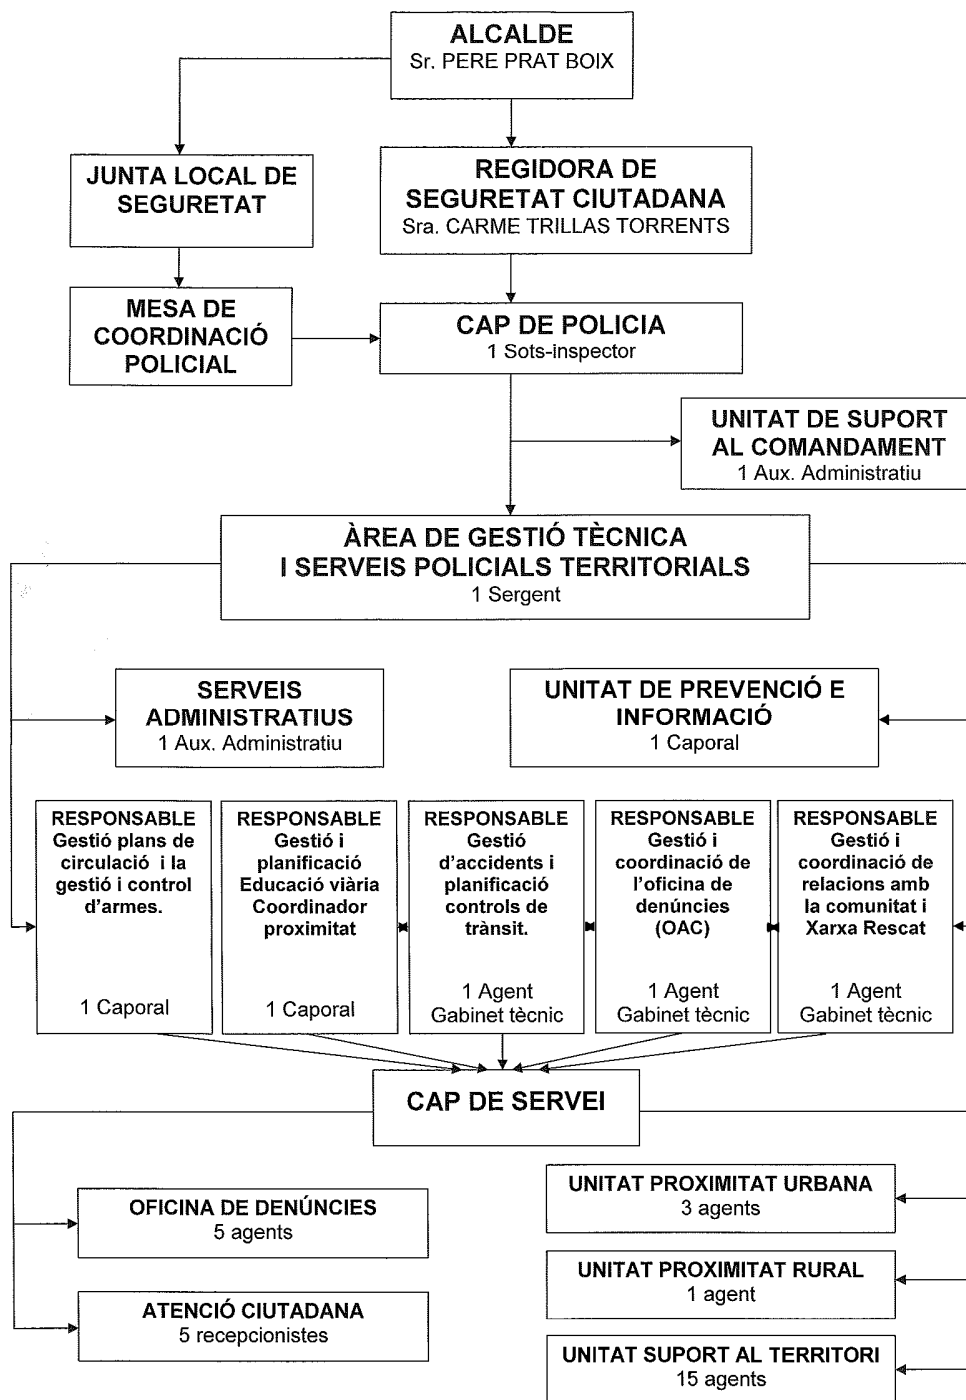 ALCALDE
Sr. PERE PRAT BOIX
JUNTA LOCAL DE
SEGURETAT
REGIDORA DE
SEGURETAT CIUTADANA
Sra. CARME TRILLAS TORRENTS
MESA DE
COORDINACIÓ
POLICIAL
CAP DE POLICIA
1 Sots-inspector
UNITAT DE SUPORT
AL COMANDAMENT
1 Aux. Administratiu
ÀREA DE GESTIÓ TÈCNICA
I SERVEIS POLICIALS TERRITORIALS
1 Sergent
SERVEIS
ADMINISTRATIUS
1 Aux. Administratiu
UNITAT DE PREVENCIÓ E
INFORMACIÓ
1 Caporal
RESPONSABLE
Gestió plans de
circulació i la
gestió i control
d'armes.
1 Caporal
RESPONSABLE
Gestió i
planificació
Educació viària
Coordinador
proximitat
1 Caporal
RESPONSABLE
Gestió
d'accidents i
planificació
controls de
trànsit.
1 Agent
Gabinet tècnic
RESPONSABLE
Gestió i
coordinació de
l'oficina de
denúncies
(OAC)
1 Agent
Gabinet tècnic
RESPONSABLE
Gestió i
coordinació de
relacions amb
la comunitat i
Xarxa Rescat
1 Agent
Gabinet tècnic
CAP DE SERVEI
OFICINA DE DENÚNCIES
5 agents
ATENCIÓ CIUTADANA
5 recepcionistes
UNITAT PROXIMITAT URBANA
3 agents
UNITAT PROXIMITAT RURAL
1 agent
UNITAT SUPORT AL TERRITORI
15 agents